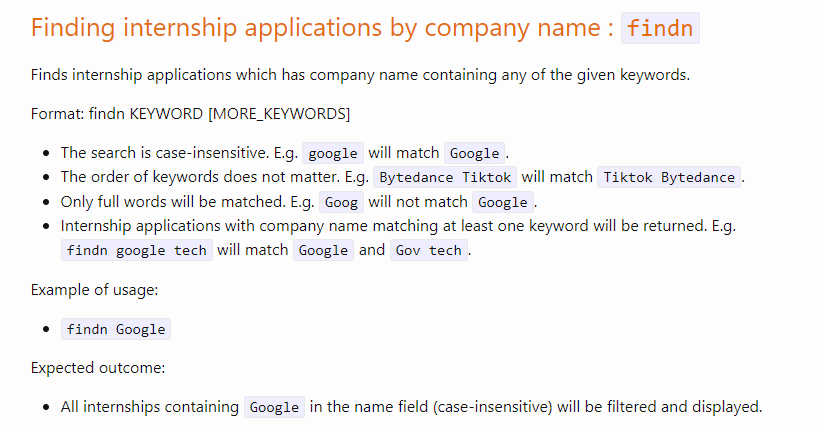 Finding internship applications by company name : findn
Finds internship applications which has company name containing any of the given keywords.
Format: findn KEYWORD [MORE_KEYWORDS]
• The search is case-insensitive. E.g. google will match Google.
• The order of keywords does not matter. E.g. Bytedance Tiktok will match Tiktok Bytedance.
• Only full words will be matched. E.g. Goog will not match Google.
• Internship applications with company name matching at least one keyword will be returned. E.g.
findn google tech will match Google and Gov tech.
Example of usage:
• findn Google
Expected outcome:
• All internships containing Google in the name field (case-insensitive) will be filtered and displayed.